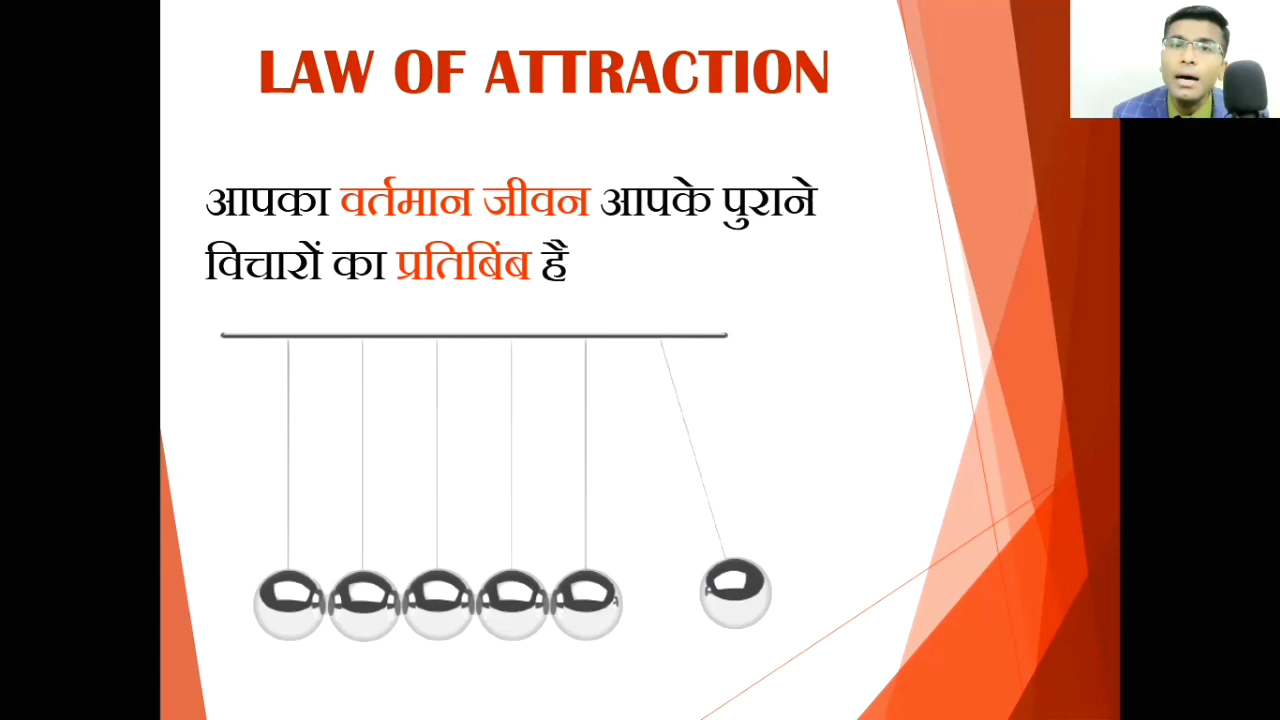 LAW OF ATTRACTION
आपका वर्तमान जीवन आपके पुराने
विचारों का प्रतिबिंब है